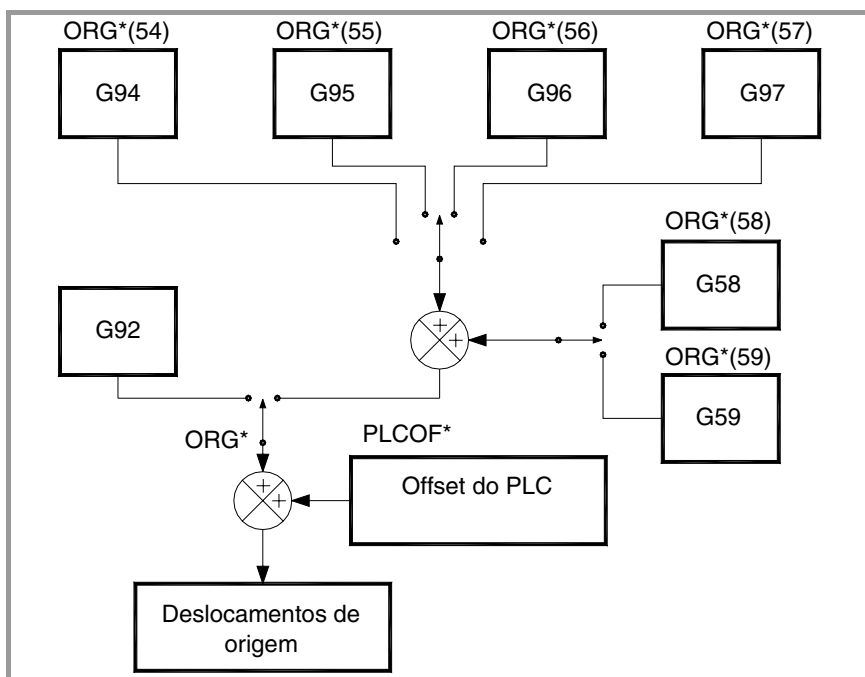 ORG*(54)
ORG*(55)
ORG*(56)
ORG*(57)
G94
G95
G96
G97
ORG*(58)
G58
G92
ORG*(59)
G59
ORG*
PLCOF*
Offset do PLC
Deslocamentos de
origem
+
+
+
+